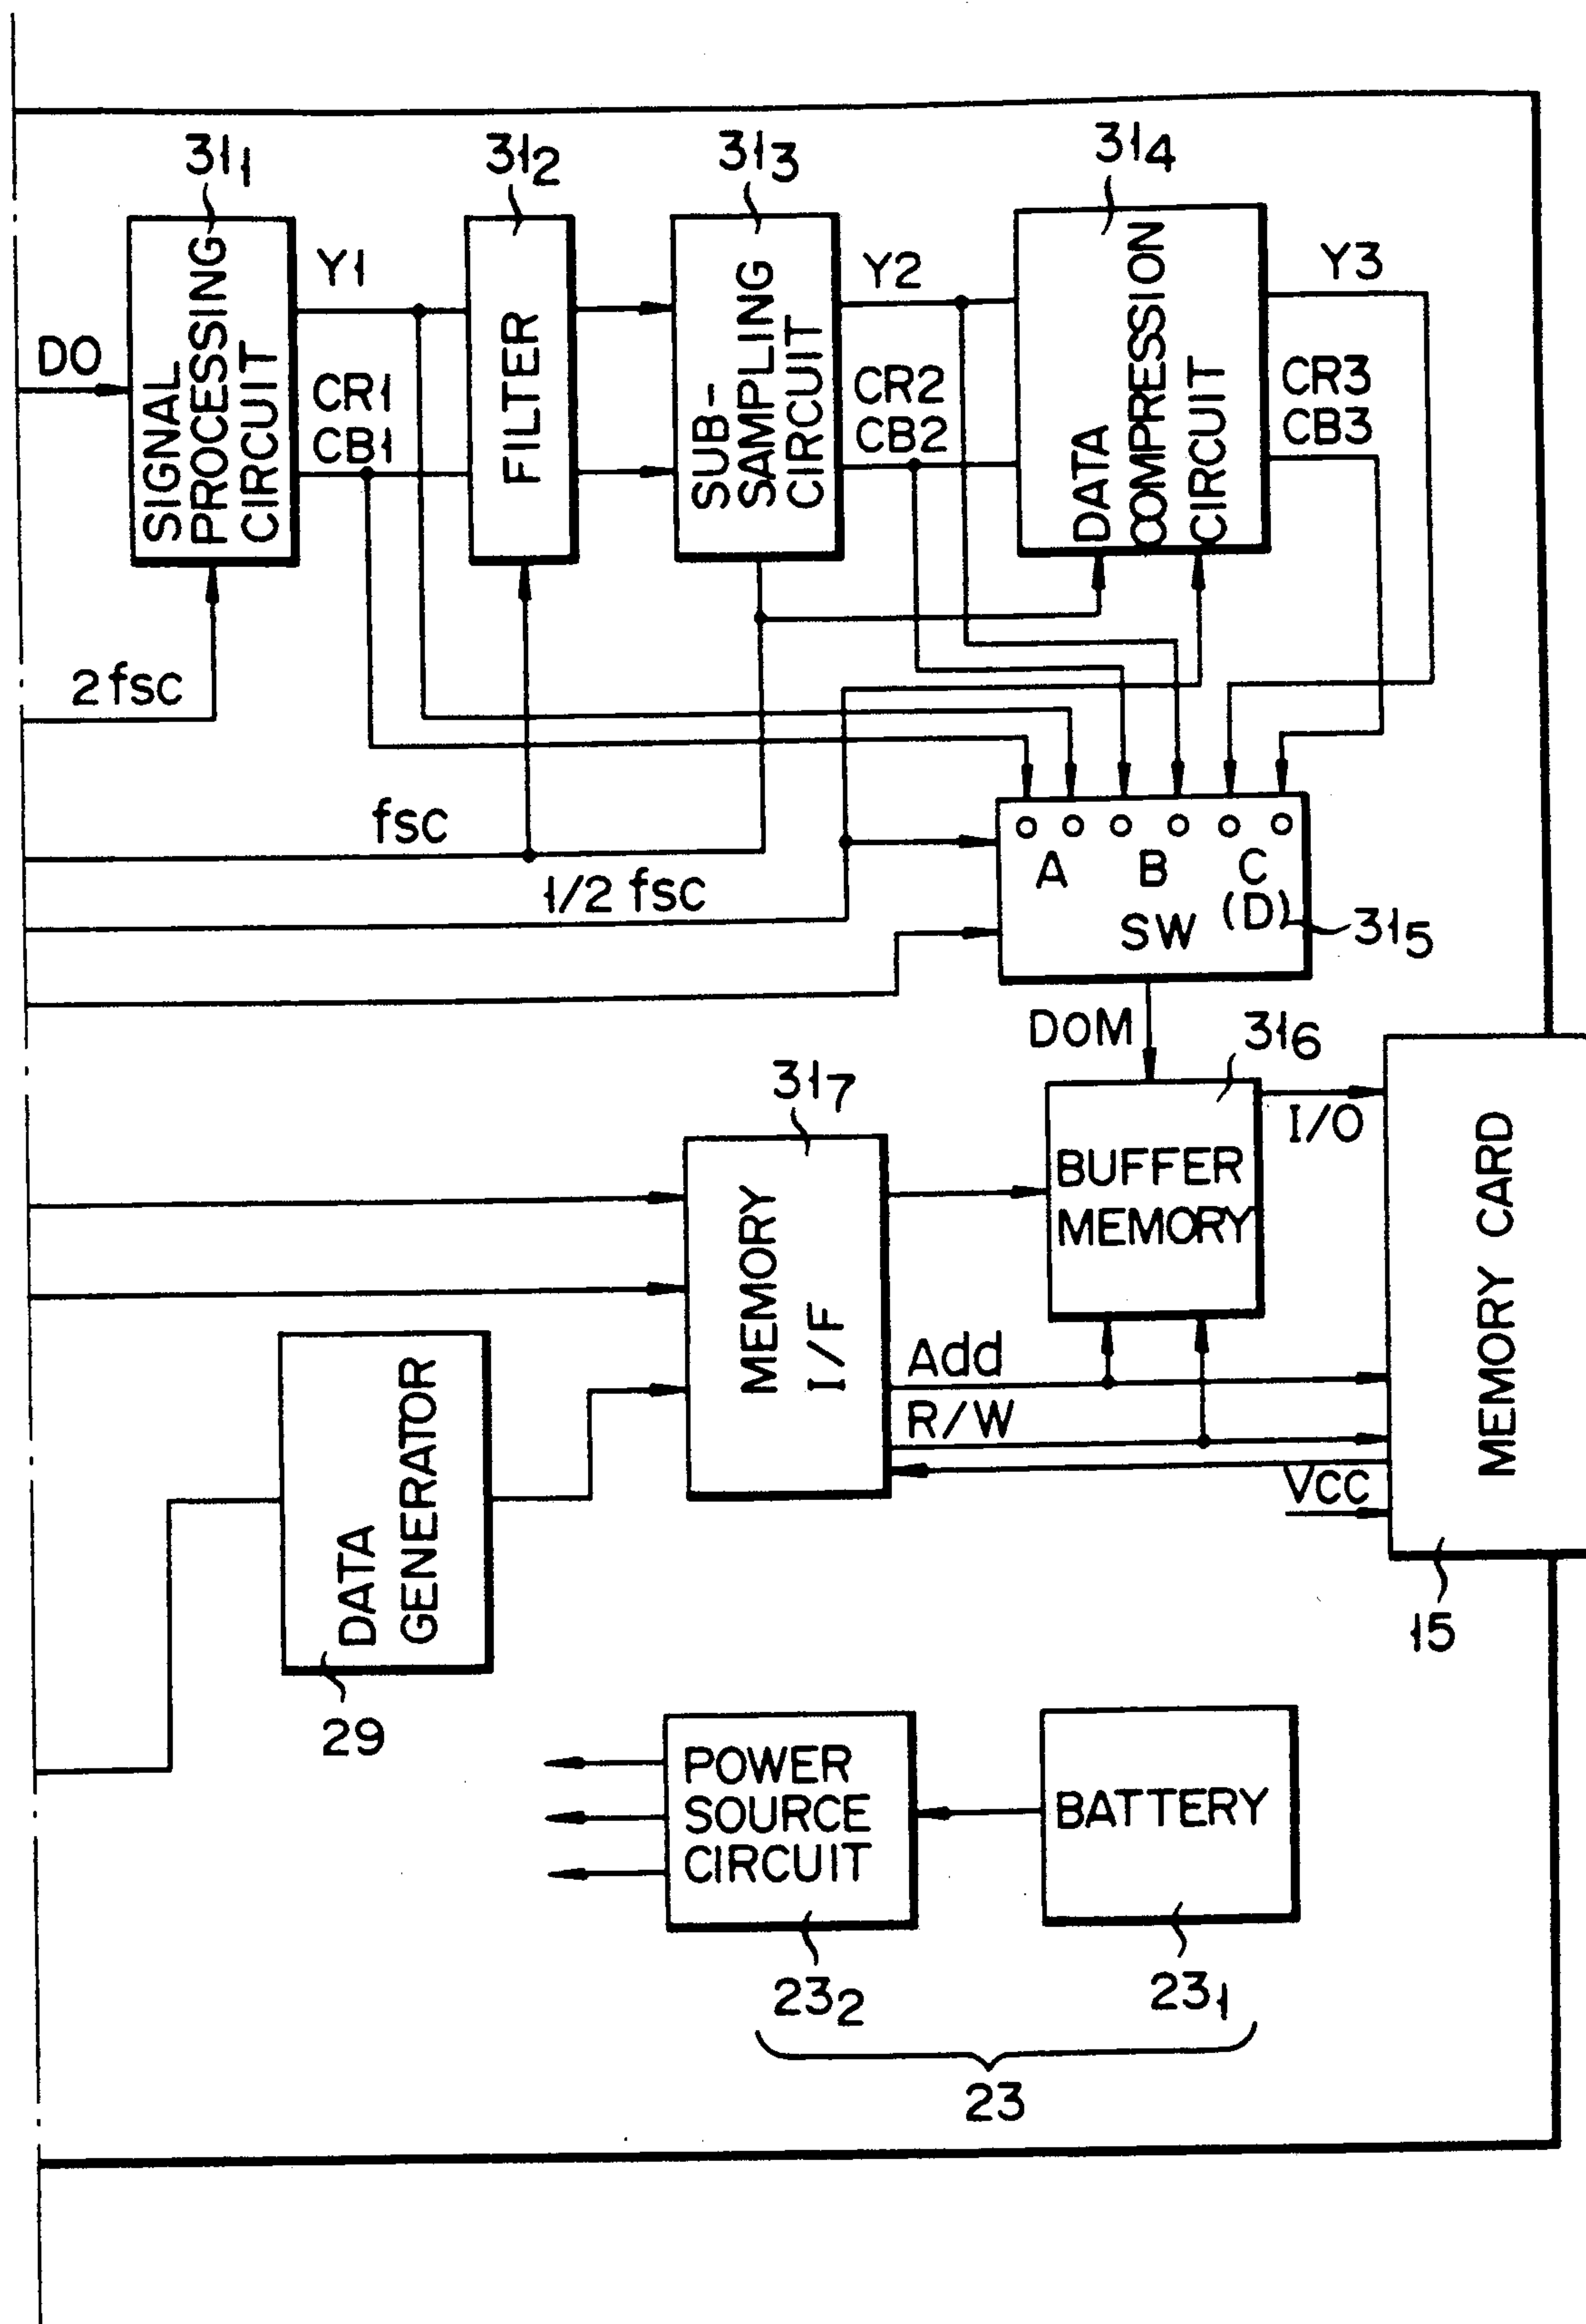 31₁
31₂
31₃
31₄
SIGNAL
PROCESSING
CIRCUIT
FILTER
SUB-
SAMPLING
CIRCUIT
DATA
COMPRESSION
CIRCUIT
DO
Y1
CR1
CB1
Y2
CR2
CB2
Y3
CR3
CB3
2fsc
fsc
1/2 fsc
A B C
(D)
SW
31₅
DOM
31₆
31₇
BUFFER
MEMORY
I/O
MEMORY
I/F
MEMORY CARD
Add
R/W
VCC
15
DATA
GENERATOR
29
POWER
SOURCE
CIRCUIT
BATTERY
23₂
23₁
23